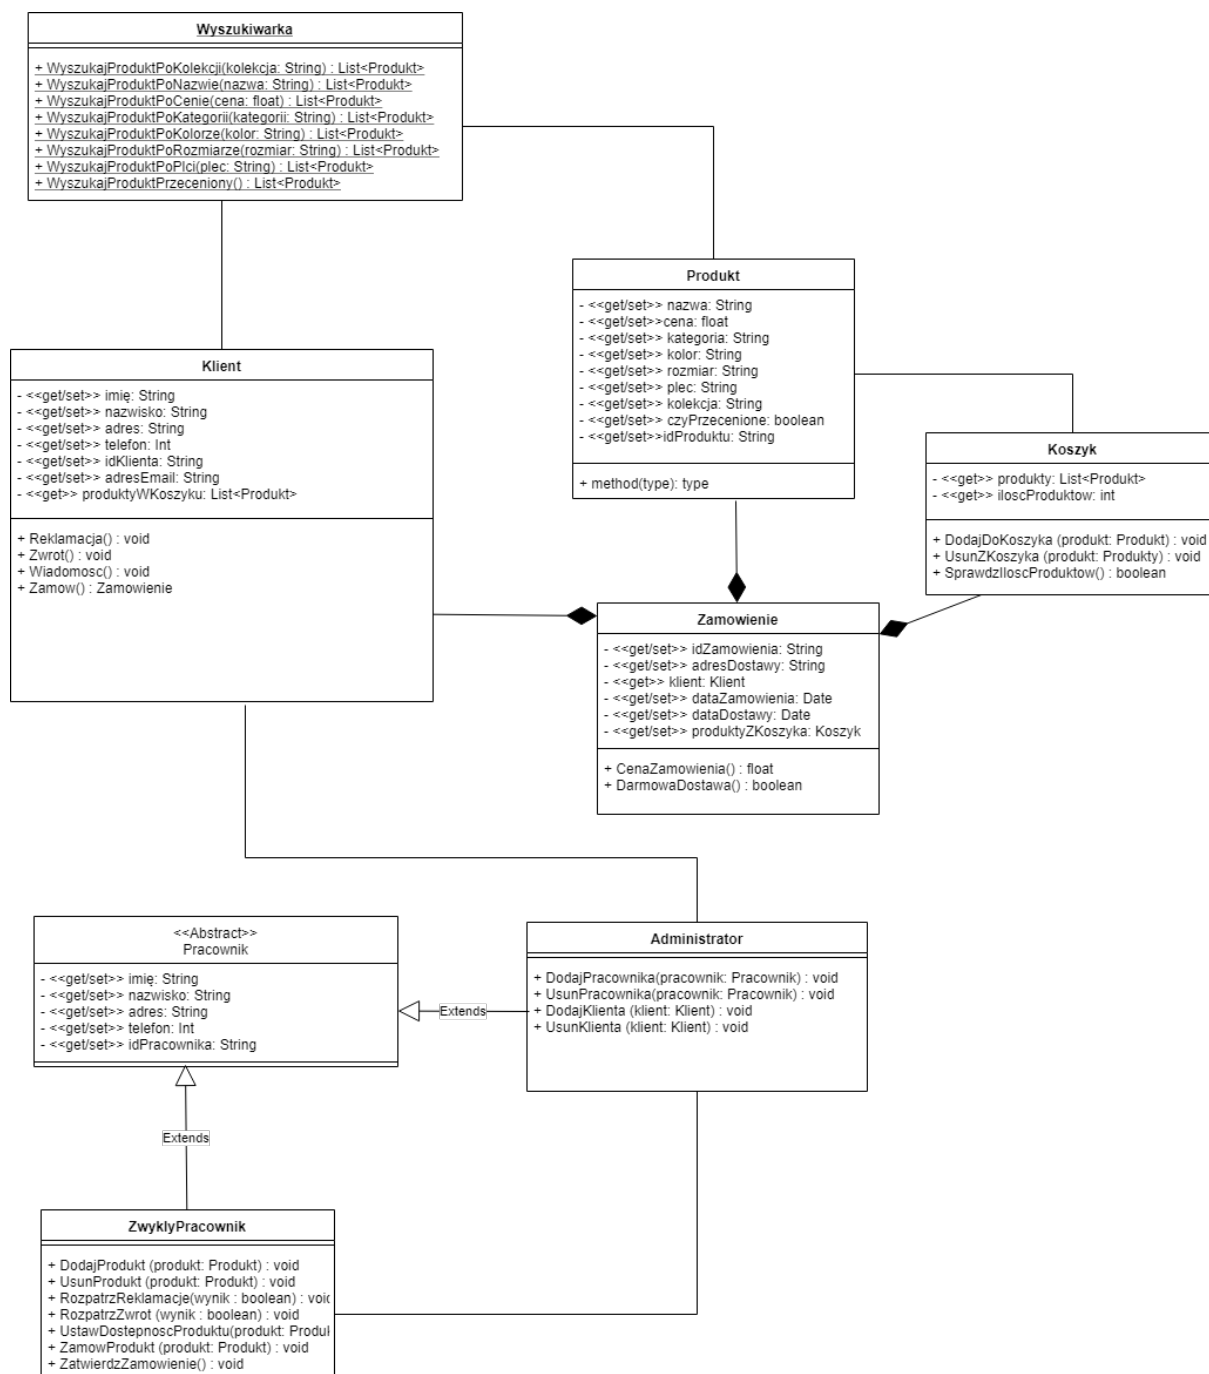 Wyszukiwarka
+ WyszukajProduktPoKolekcji(kolekcja: String) : List<Produkt>
+ WyszukajProduktPoNazwie(nazwa: String) : List<Produkt>
+ WyszukajProduktPoCenie(cena: float) : List<Produkt>
+ WyszukajProduktPoKategorii(kategorii: String) : List<Produkt>
+ WyszukajProduktPoKolorze(kolor: String) : List<Produkt>
+ WyszukajProduktPoRozmiarze(rozmiar: String) : List<Produkt>
+ WyszukajProduktPoPlci(plec: String) : List<Produkt>
+ WyszukajProduktPrzeceniony() : List<Produkt>
Produkt
- <<get/set>> nazwa: String
- <<get/set>>cena: float
- <<get/set>> kategoria: String
- <<get/set>> kolor: String
- <<get/set>> rozmiar: String
- <<get/set>> plec: String
- <<get/set>> kolekcja: String
- <<get/set>> czyPrzecenione: boolean
- <<get/set>>idProduktu: String
+ method(type): type
Klient
- <<get/set>> imię: String
- <<get/set>> nazwisko: String
- <<get/set>> adres: String
- <<get/set>> telefon: Int
- <<get/set>> idKlienta: String
- <<get/set>> adresEmail: String
- <<get>> produktyWKoszyku: List<Produkt>
+ Reklamacja() : void
+ Zwrot() : void
+ Wiadomosc() : void
+ Zamow() : Zamowienie
Koszyk
- <<get>> produkty: List<Produkt>
- <<get>> iloscProduktow: int
+ DodajDoKoszyka (produkt: Produkt) : void
+ UsunZKoszyka (produkt: Produkty) : void
+ SprawdzIloscProduktow() : boolean
Zamowienie
- <<get/set>> idZamowienia: String
- <<get/set>> adresDostawy: String
- <<get>> klient: Klient
- <<get/set>> dataZamowienia: Date
- <<get/set>> dataDostawy: Date
- <<get/set>> produktyZKoszyka: Koszyk
+ CenaZamowienia() : float
+ DarmowaDostawa() : boolean
<<Abstract>>
Pracownik
- <<get/set>> imię: String
- <<get/set>> nazwisko: String
- <<get/set>> adres: String
- <<get/set>> telefon: Int
- <<get/set>> idPracownika: String
Extends
Administrator
+ DodajPracownika(pracownik: Pracownik) : void
+ UsunPracownika(pracownik: Pracownik) : void
+ DodajKlienta (klient: Klient) : void
+ UsunKlienta (klient: Klient) : void
Extends
ZwyklyPracownik
+ DodajProdukt (produkt: Produkt) : void
+ UsunProdukt (produkt: Produkt) : void
+ RozpatrzReklamacje(wynik : boolean) : void
+ RozpatrzZwrot (wynik : boolean) : void
+ UstawDostepnoscProduktu(produkt: Produk
+ ZamowProdukt (produkt: Produkt) : void
+ ZatwierdzZamowienie() : void